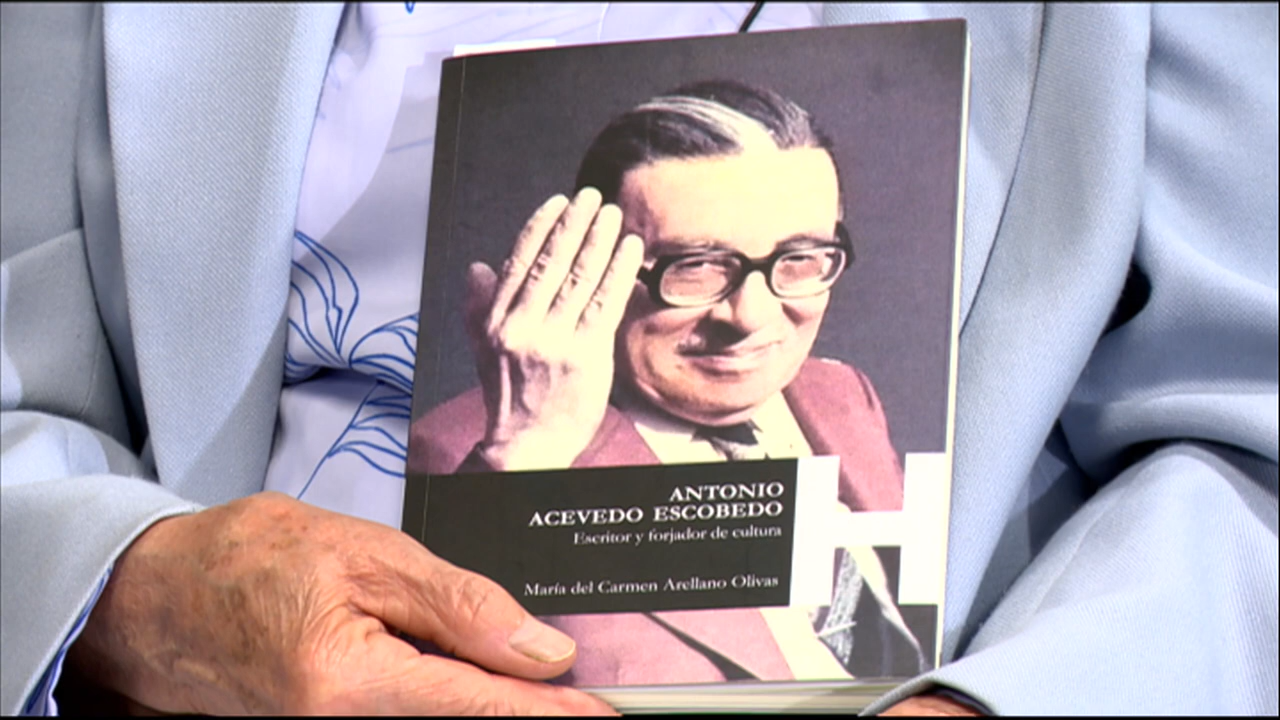 ANTONIO
ACEVEDO ESCOBEDO
Escritor y forjador de cultura
María del Carmen Arellano Olivas
H